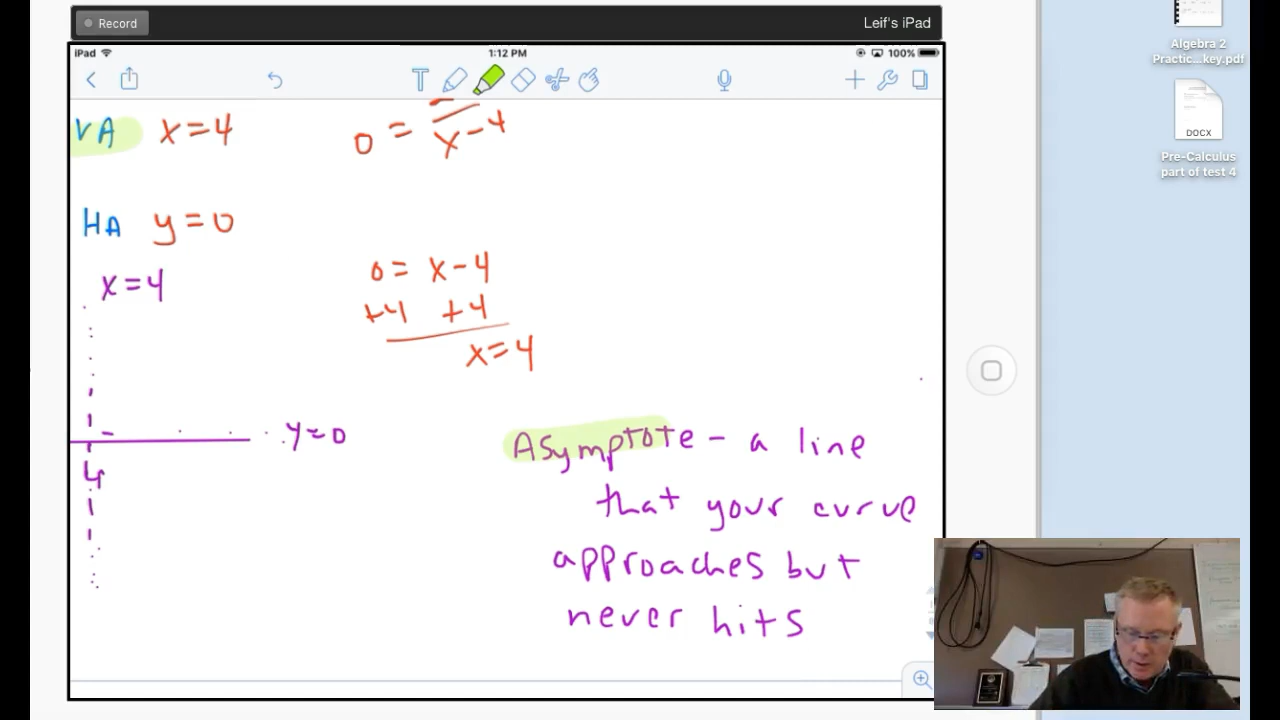 Record
Leif's iPad
iPad
1:12 PM
100%
T
VA x=4
0 = x-4
HA y=0
x=4
0= x-4
+4 +4
x=4
y=0
4
Asymptote - a line
that your curve
approaches but
never hits
Algebra 2
Practic...key.pdf
DOCX
Pre-Calculus
part of test 4